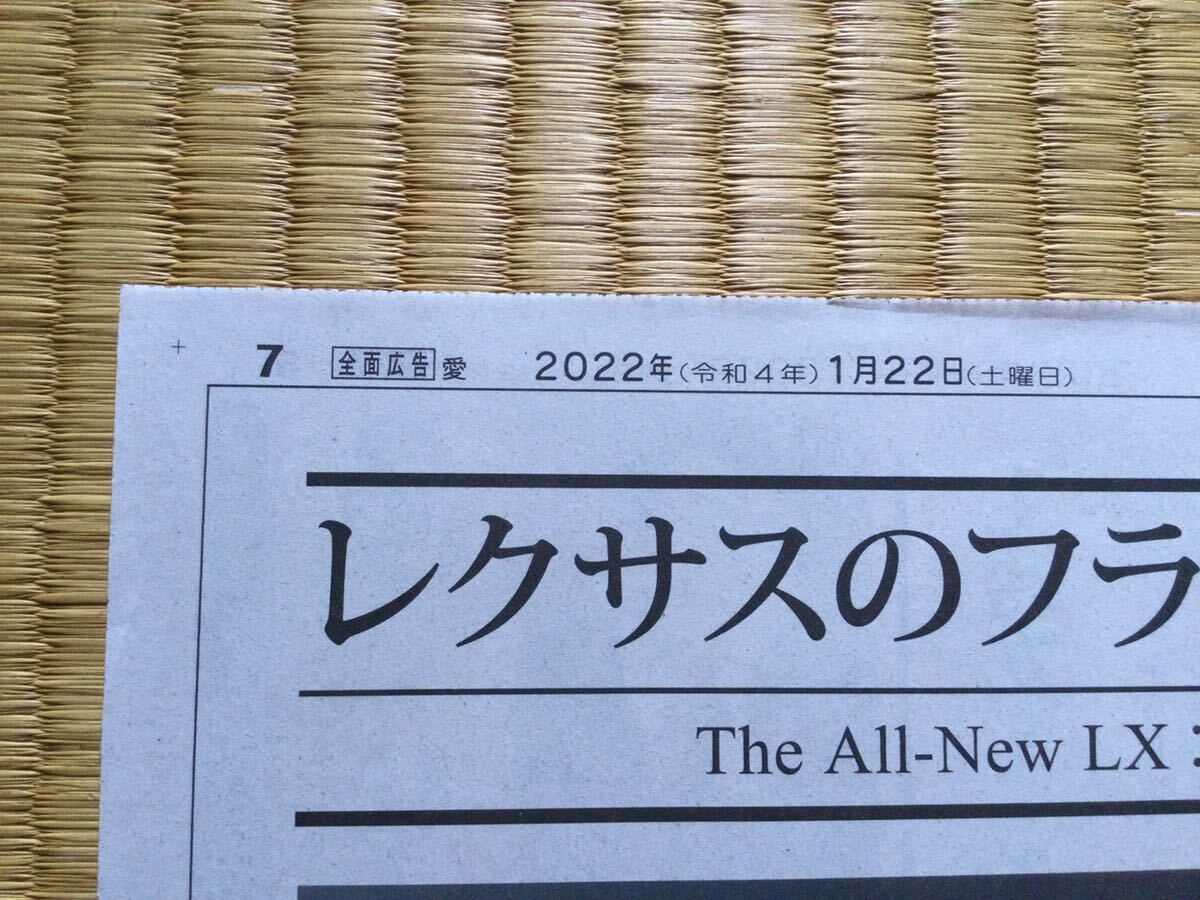 7 全面広告 愛 2022年(令和4年)1月22日(土曜日)
レクサスのフラ
The All-New LX :